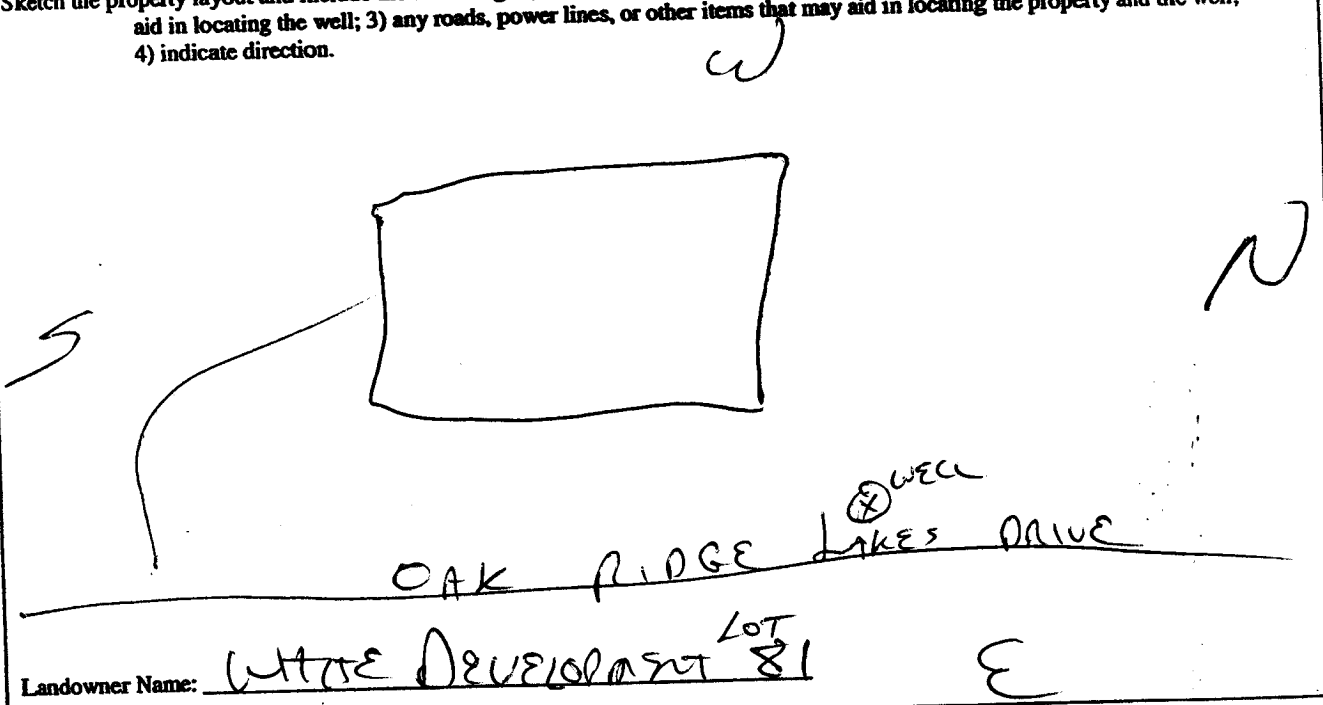 Sketch the property layout and include the
aid in locating the well; 3) any roads, power lines, or other items that may aid in locating the property and the well;
4) indicate direction.
W
N
S
WELL
X
OAK RIDGE LAKES DRIVE
LOT
Landowner Name: WHITE DEVELOPMENT 81
E